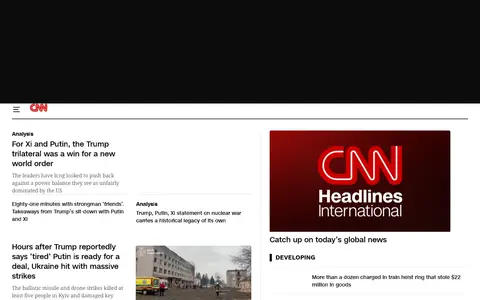 CNN
Analysis
For Xi and Putin, the Trump
trilateral was a win for a new
world order
The leaders have long looked to push back
against a power balance they see as unfairly
dominated by the US
Eighty-one minutes with strongman 'friends'.
Takeaways from Trump's sit-down with Putin
and Xi
Analysis
Trump, Putin, Xi statement on nuclear war
carries a historical legacy of its own
Hours after Trump reportedly
says 'tired' Putin is ready for a
deal, Ukraine hit with massive
strikes
The ballistic missile and drone strikes killed at
least five people in Kyiv and damaged key
CNN
Headlines
International
Catch up on today's global news
DEVELOPING
More than a dozen charged in train heist ring that stole $22
million in goods